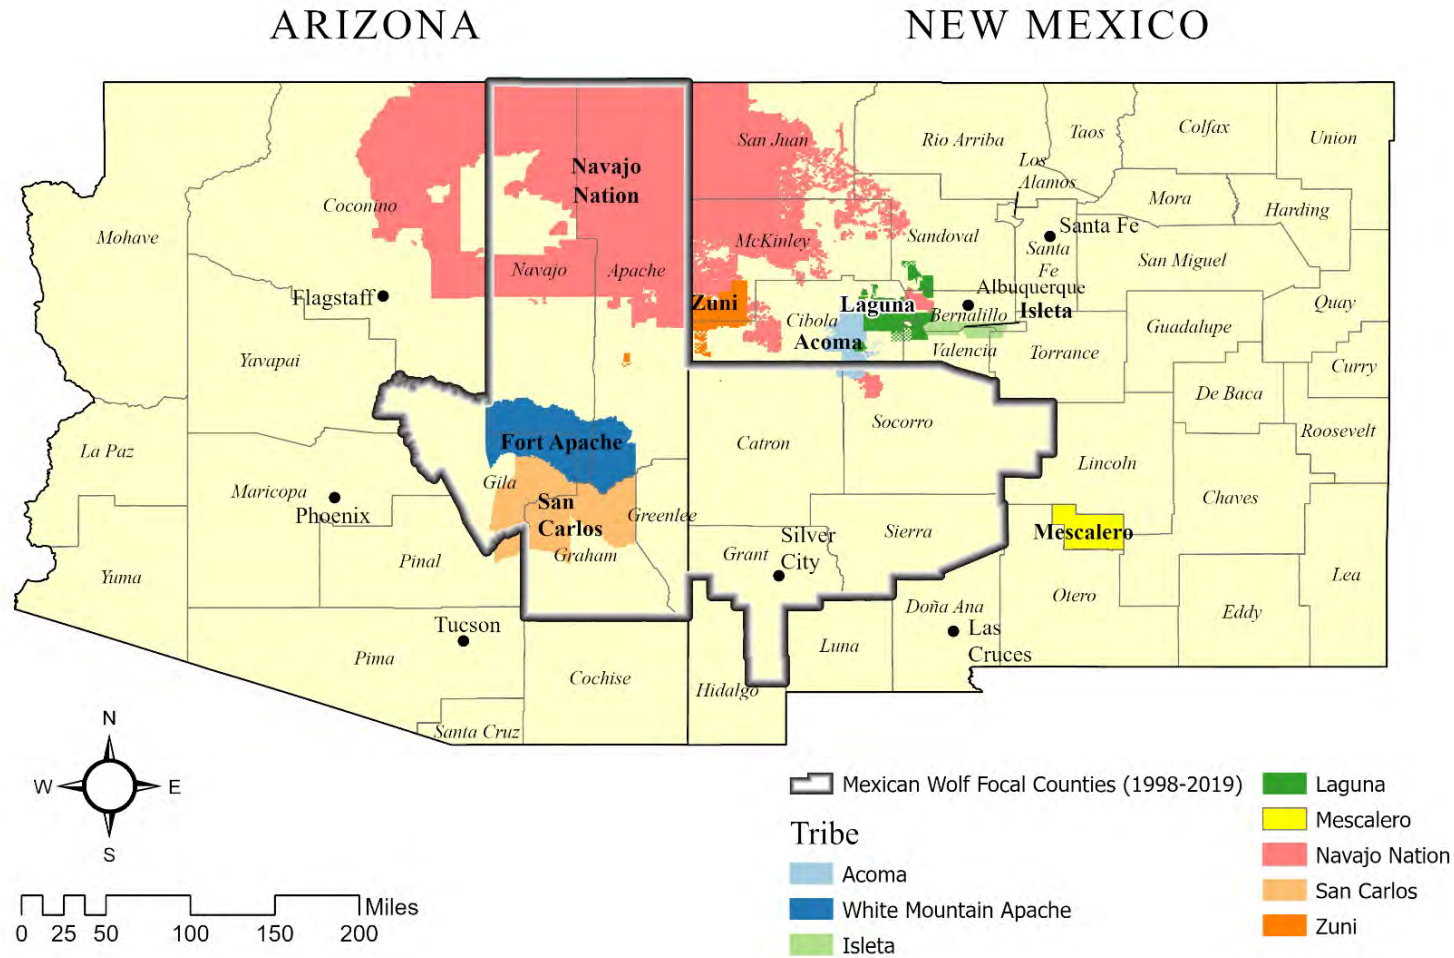 ARIZONA
NEW MEXICO
Mohave
Coconino
Navajo
Nation
Navajo
Apache
San Juan
Rio Arriba
Taos
Colfax
Union
Los
Alamos
Mora
Harding
McKinley
Sandoval
Santa Fe
Santa
Fe
San Miguel
Flagstaff
Zuni
Laguna
Albuquerque
Bernalillo
Isleta
Quay
Cibola
Acoma
Valencia
Torrance
Guadalupe
Yavapai
Curry
De Baca
La Paz
Fort Apache
Catron
Socorro
Roosevelt
Lincoln
Maricopa
Phoenix
Gila
San
Carlos
Greenlee
Graham
Chaves
Mescalero
Silver
City
Grant
Sierra
Yuma
Pinal
Otero
Eddy
Lea
Doña Ana
Las
Cruces
Tucson
Pima
Luna
Cochise
Hidalgo
Santa Cruz
N
W
E
S
Miles
0 25 50 100 150 200
Mexican Wolf Focal Counties (1998-2019)
Tribe
Acoma
White Mountain Apache
Isleta
Laguna
Mescalero
Navajo Nation
San Carlos
Zuni